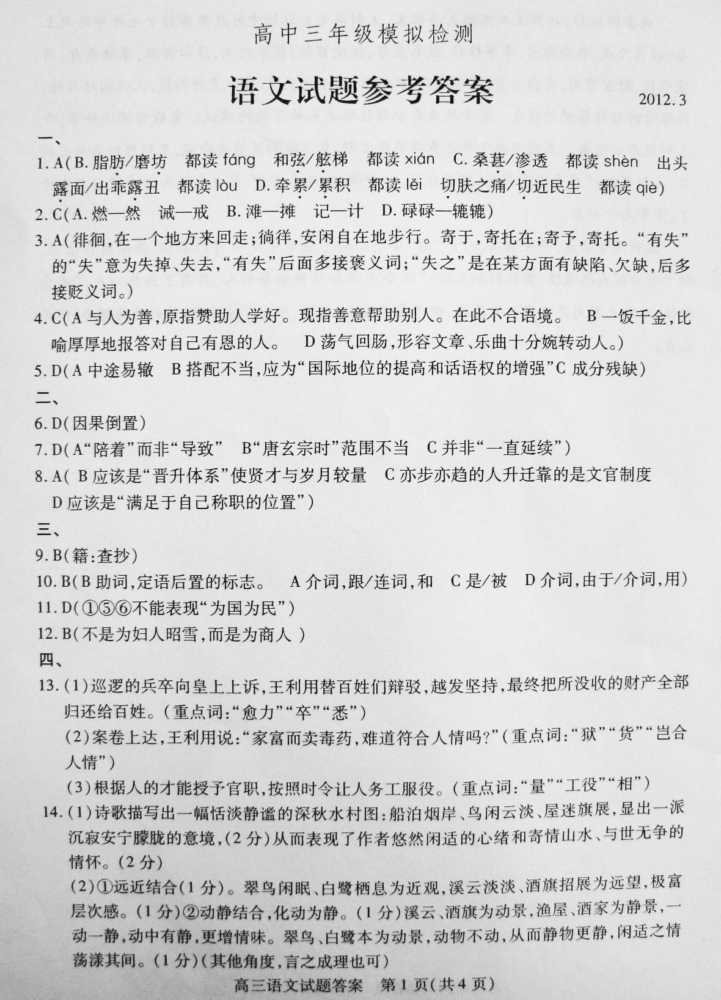 高中三年级模拟检测
语文试题参考答案
2012.3
一、
1.A(B.脂肪/磨坊 都读 fáng 和弦/舷梯 都读 xián C.桑葚/渗透 都读 shèn 出头
露面/出乖露丑 都读 lòu D.牵累/累积 都读 lěi 切肤之痛/切近民生 都读 qiè)
2.C(A.燃—然 诫—戒 B.滩—摊 记—计 D.碌碌—辘辘)
3.A(徘徊,在一个地方来回走;徜徉,安闲自在地步行。寄于,寄托在;寄予,寄托。“有失”
的“失”意为失掉、失去,“有失”后面多接褒义词;“失之”是在某方面有缺陷、欠缺,后多
接贬义词。)
4.C(A 与人为善,原指赞助人学好。现指善意帮助别人。在此不合语境。 B 一饭千金,比
喻厚厚地报答对自己有恩的人。 D 荡气回肠,形容文章、乐曲十分婉转动人。)
5.D(A 中途易辙 B 搭配不当,应为“国际地位的提高和话语权的增强”C 成分残缺)
二、
6.D(因果倒置)
7.D(A“陪着”而非“导致” B“唐玄宗时”范围不当 C 并非“一直延续”)
8.A( B 应该是“晋升体系”使贤才与岁月较量 C 亦步亦趋的人升迁靠的是文官制度
D 应该是“满足于自己称职的位置”)
三、
9.B(籍:查抄)
10.B(B 助词,定语后置的标志。 A 介词,跟/连词,和 C 是/被 D 介词,由于/介词,用)
11.D(①⑤⑥不能表现“为国为民”)
12.B(不是为妇人昭雪,而是为商人 )
四、
13.(1)巡逻的兵卒向皇上上诉,王利用替百姓们辩驳,越发坚持,最终把所没收的财产全部
归还给百姓。(重点词:“愈力”“卒”“悉”)
(2)案卷上达,王利用说:“家富而卖毒药,难道符合人情吗?”(重点词:“狱”“货”“岂合
人情”)
(3)根据人的才能授予官职,按照时令让人务工服役。(重点词:“量”“工役”“相”)
14.(1)诗歌描写出一幅恬淡静谧的深秋水村图:船泊烟岸、鸟闲云淡、屋迷旗展,显出一派
沉寂安宁朦胧的意境,(2 分)从而表现了作者悠然闲适的心绪和寄情山水、与世无争的
情怀。(2 分)
(2)①远近结合(1 分)。翠鸟闲眠、白鹭栖息为近观,溪云淡淡、酒旗招展为远望,极富
层次感。(1 分)②动静结合,化动为静。(1 分)溪云、酒旗为动景,渔屋、酒家为静景,一
动一静,动中有静,更增情味。翠鸟、白鹭本为动景,动物不动,从而静物更静,闲适之情
荡漾其间。(1 分)(其他角度,言之成理也可)
高三语文试题答案 第 1 页(共 4 页)